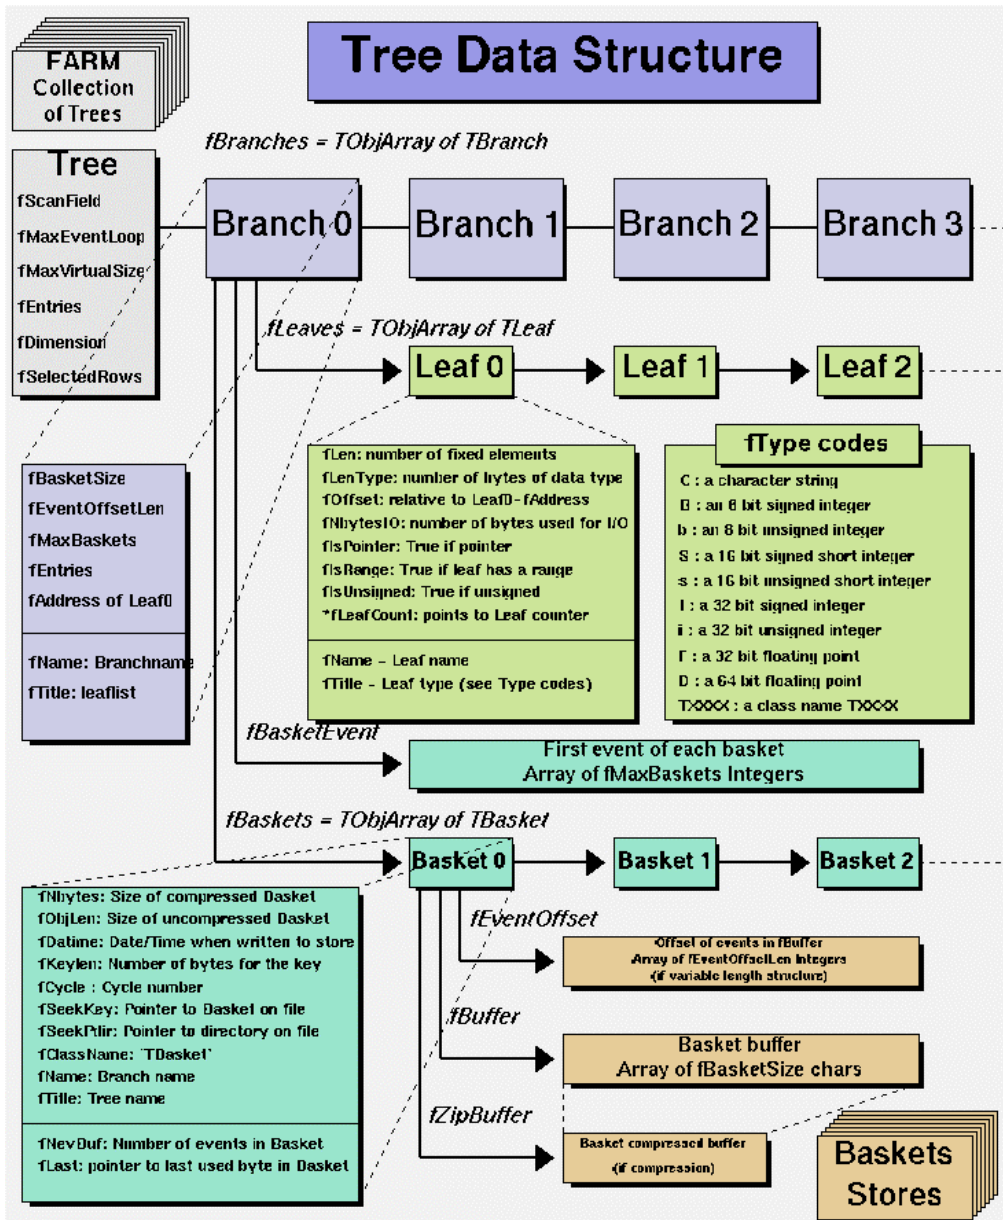 FARM
Collection
of Trees
Tree Data Structure
fBranches = TObjArray of TBranch
Tree
fScanField
fMaxEventLoop
fMaxVirtualSize
fEntries
fDimension
fSelectedRows
Branch 0
Branch 1
Branch 2
Branch 3
fLeaves = TObjArray of TLeaf
Leaf 0
Leaf 1
Leaf 2
fBasketSize
fEventOffsetLen
fMaxBaskets
fEntries
fAddress of Leaf0
fName: Branchname
fTitle: leaflist
fLen: number of fixed elements
fLenType: number of bytes of data type
fOffset: relative to Leaf0-fAddress
fNbytesIO: number of bytes used for I/O
fIsPointer: True if pointer
fIsRange: True if leaf has a range
fIsUnsigned: True if unsigned
*fLeafCount: points to Leaf counter
fName - Leaf name
fTitle - Leaf type (see Type codes)
fType codes
C : a character string
B : an 8 bit signed integer
b : an 8 bit unsigned integer
S : a 16 bit signed short integer
s : a 16 bit unsigned short integer
I : a 32 bit signed integer
i : a 32 bit unsigned integer
F : a 32 bit floating point
D : a 64 bit floating point
TXXXX : a class name TXXXX
fBasketEvent
First event of each basket
Array of fMaxBaskets Integers
fBaskets = TObjArray of TBasket
Basket 0
Basket 1
Basket 2
fNbytes: Size of compressed Basket
fObjLen: Size of uncompressed Basket
fDatime: Date/Time when written to store
fKeylen: Number of bytes for the key
fCycle : Cycle number
fSeekKey: Pointer to Basket on file
fSeekPdir: Pointer to directory on file
fClassName: 'TBasket'
fName: Branch name
fTitle: Tree name
fNevBuf: Number of events in Basket
fLast: pointer to last used byte in Basket
fEventOffset
Offset of events in fBuffer
Array of fEventOffsetLen Integers
(if variable length structure)
fBuffer
Basket buffer
Array of fBasketSize chars
fZipBuffer
Basket compressed buffer
(if compression)
Baskets
Stores